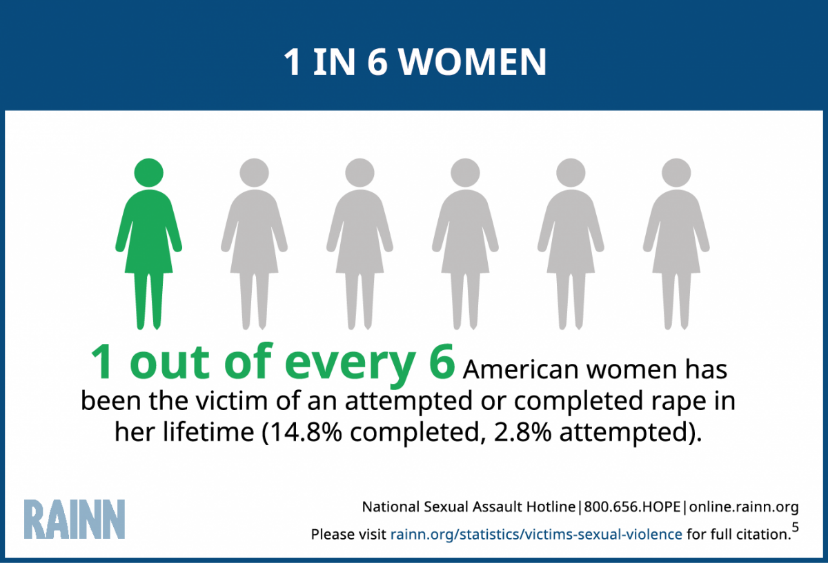 1 IN 6 WOMEN
1 out of every 6 American women has
been the victim of an attempted or completed rape in
her lifetime (14.8% completed, 2.8% attempted).
RAINN
National Sexual Assault Hotline|800.656.HOPE|online.rainn.org
Please visit rainn.org/statistics/victims-sexual-violence for full citation.5